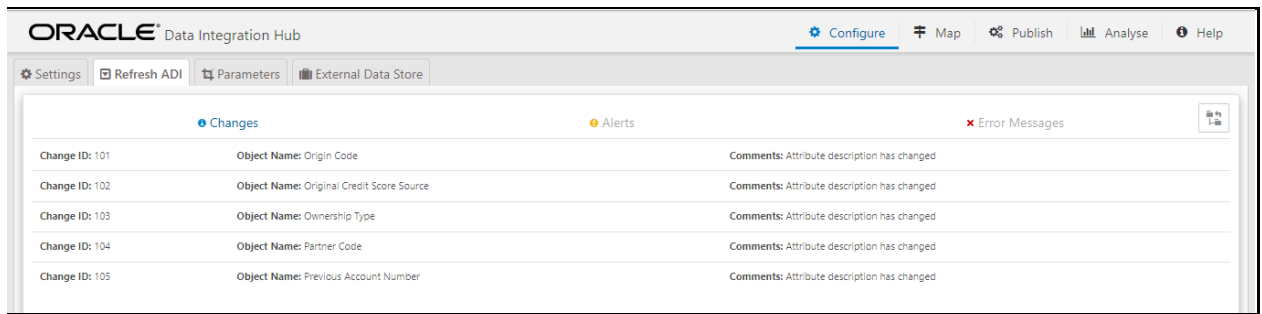 ORACLE® Data Integration Hub Configure Map Publish Analyse Help
Settings Refresh ADI Parameters External Data Store
Changes Alerts Error Messages
Change ID: 101 Object Name: Origin Code Comments: Attribute description has changed
Change ID: 102 Object Name: Original Credit Score Source Comments: Attribute description has changed
Change ID: 103 Object Name: Ownership Type Comments: Attribute description has changed
Change ID: 104 Object Name: Partner Code Comments: Attribute description has changed
Change ID: 105 Object Name: Previous Account Number Comments: Attribute description has changed